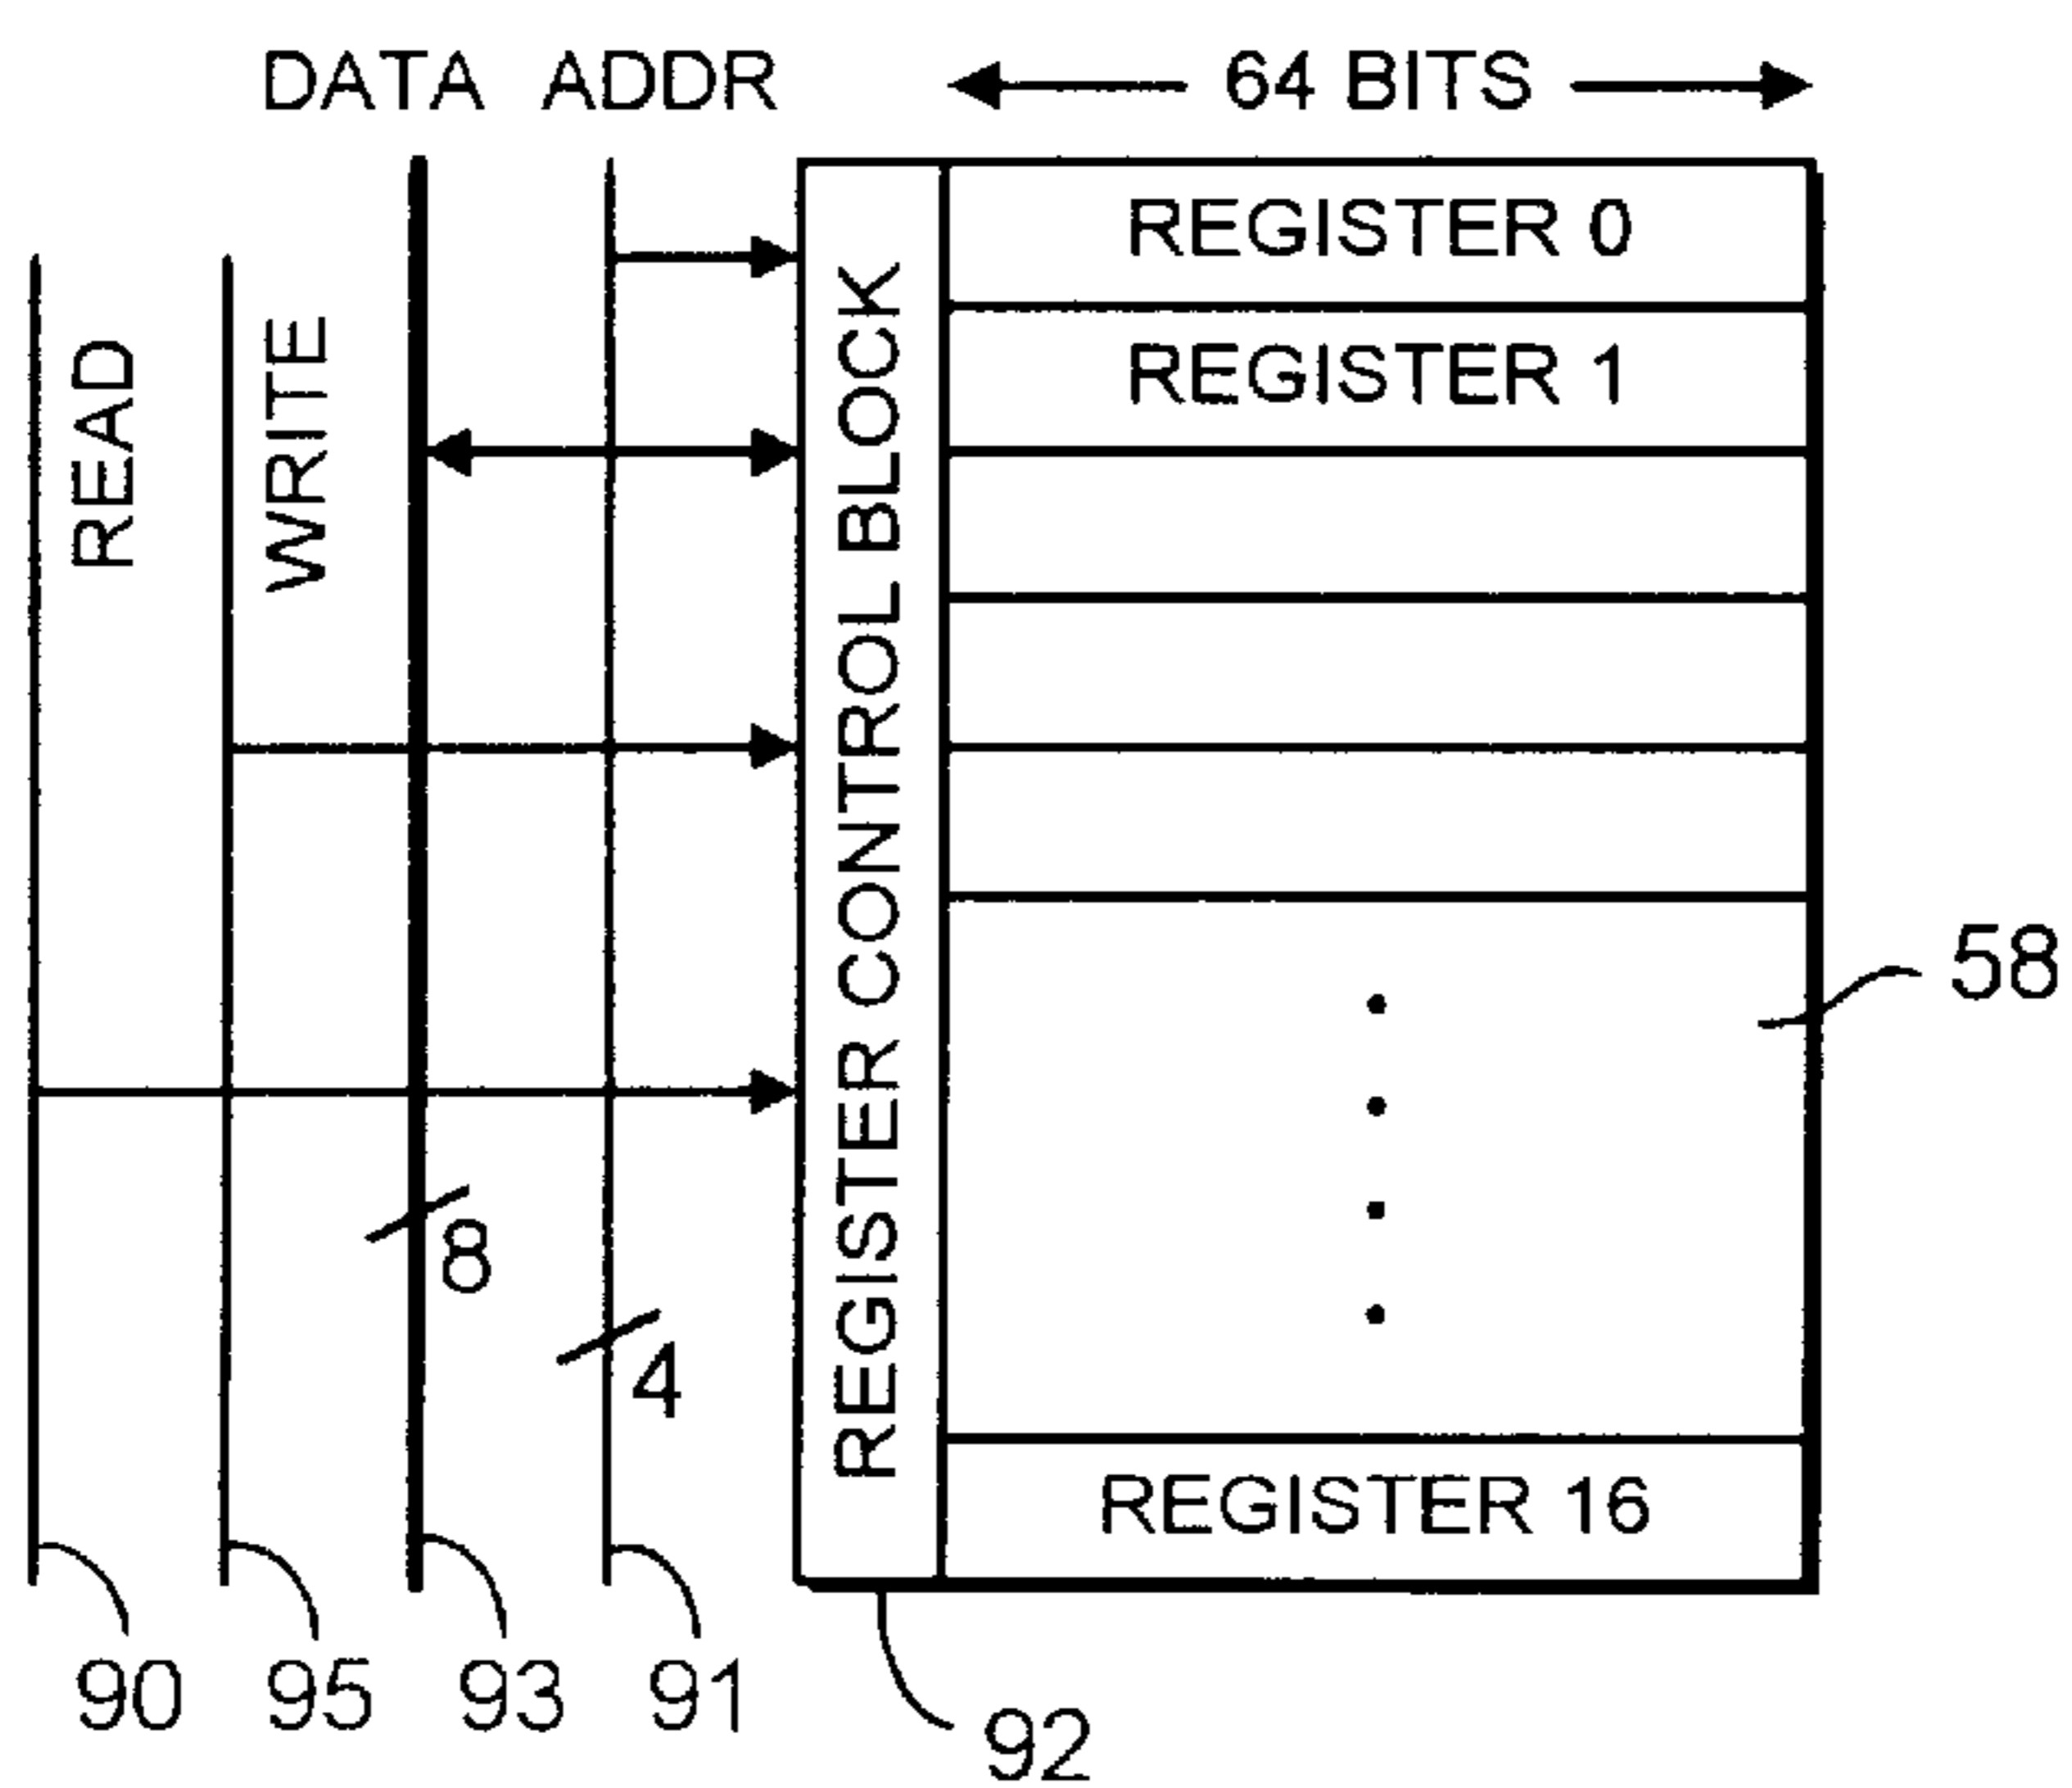 DATA ADDR 64 BITS
READ
WRITE
REGISTER CONTROL BLOCK
REGISTER 0
REGISTER 1
58
8
4
REGISTER 16
90 95 93 91
92